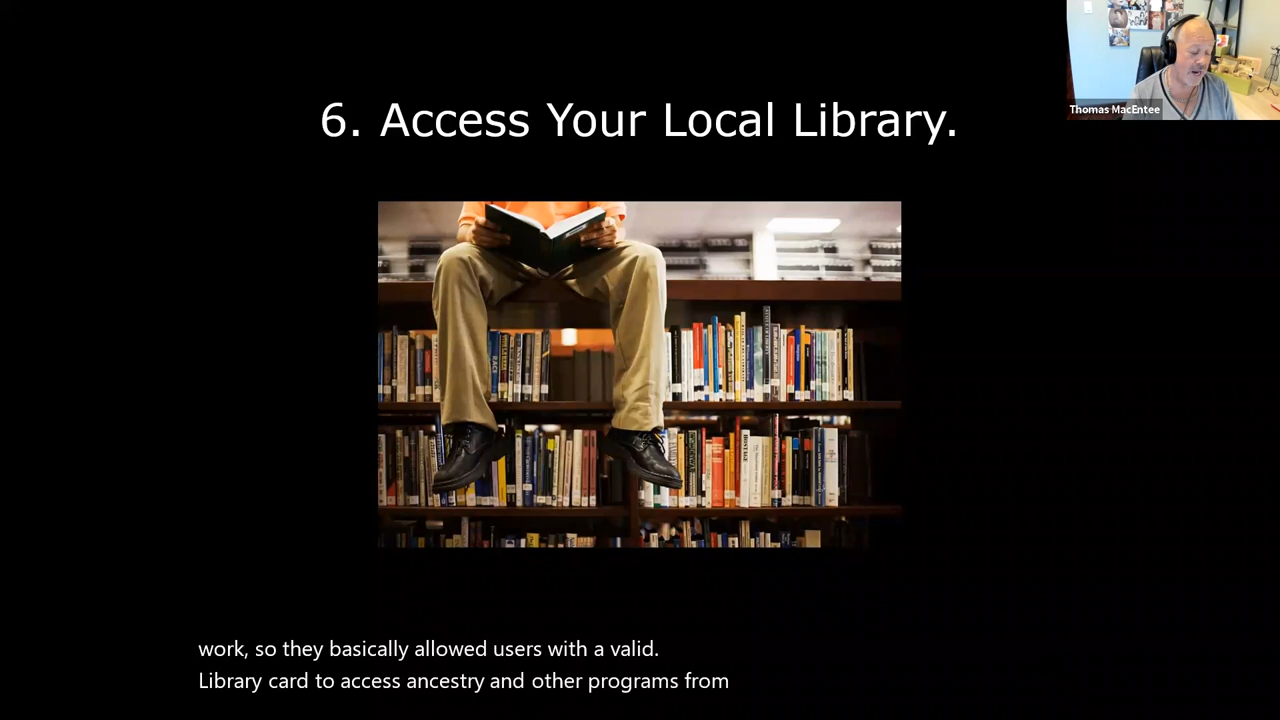 6. Access Your Local Library.
Thomas MacEntee
work, so they basically allowed users with a valid.
Library card to access ancestry and other programs from